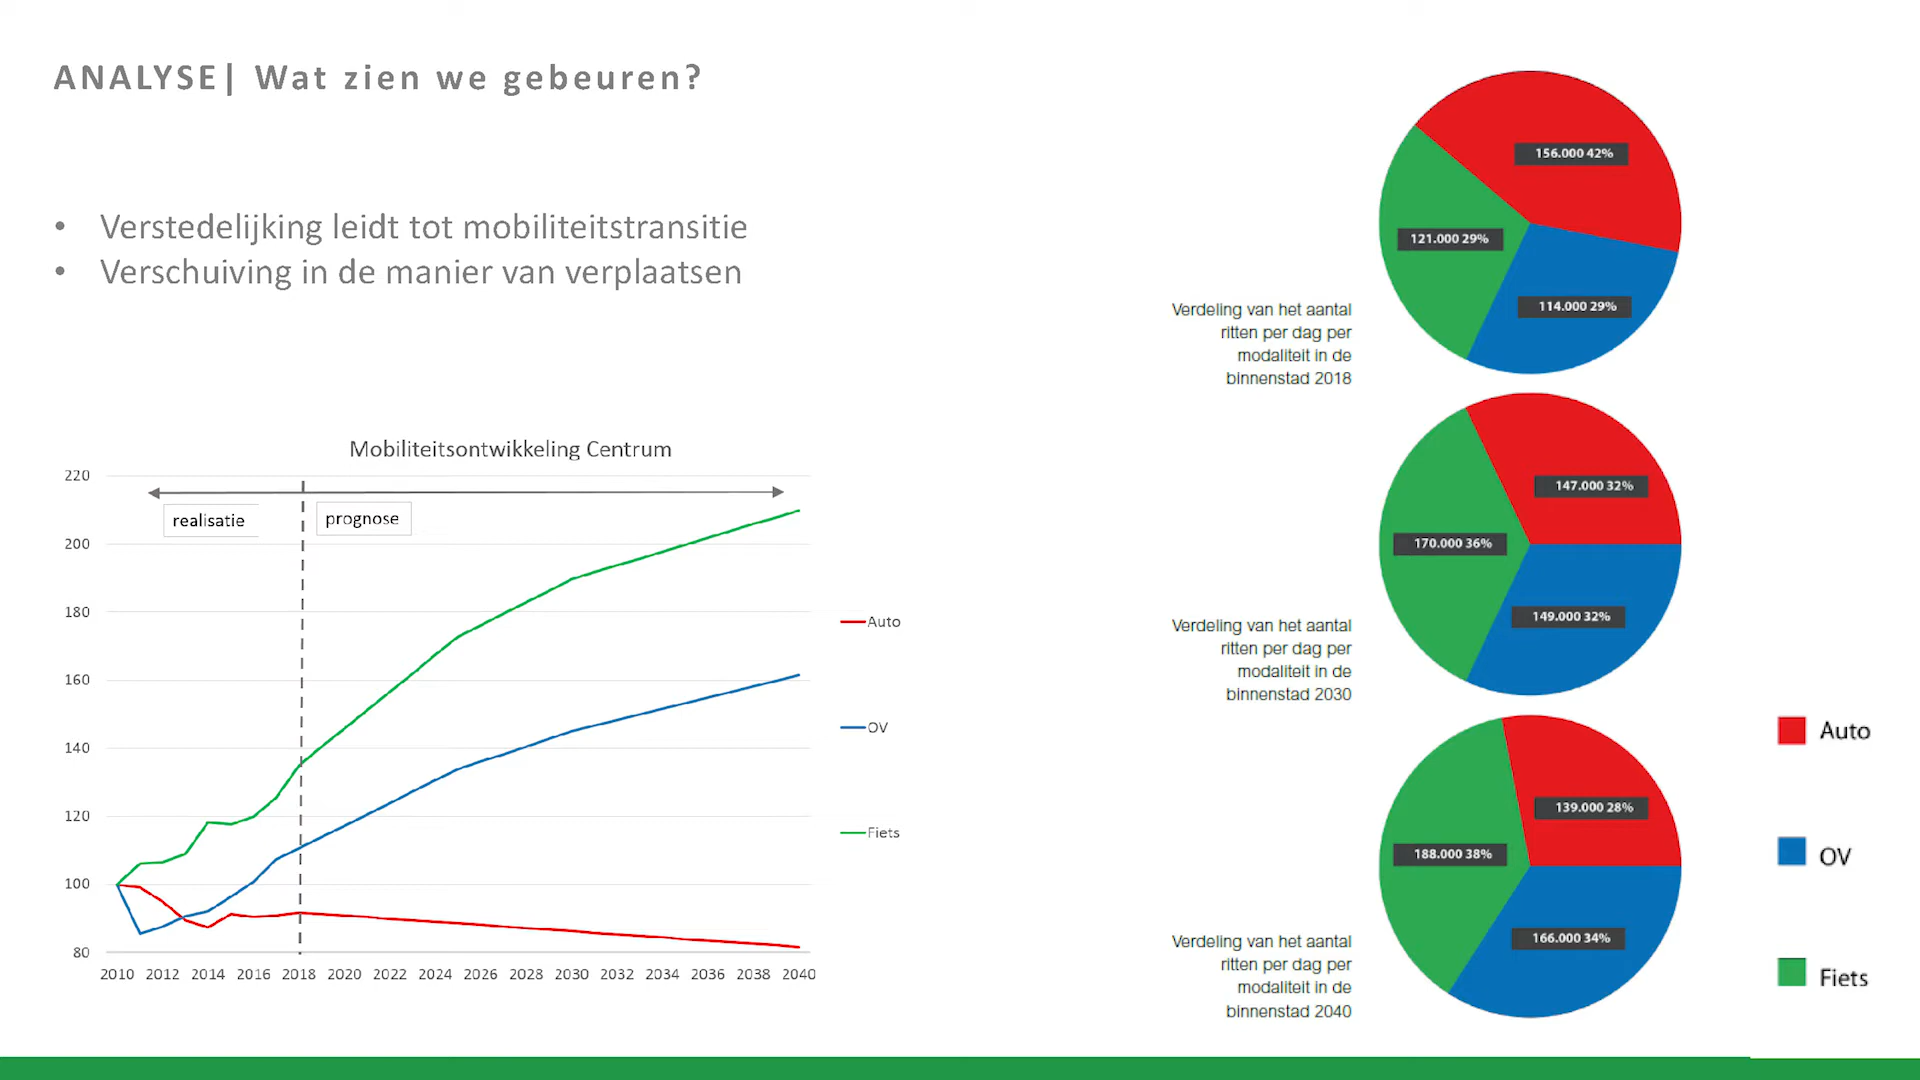 ANALYSE| Wat zien we gebeuren?
• Verstedelijking leidt tot mobiliteitstransitie
• Verschuiving in de manier van verplaatsen
Mobiliteitsontwikkeling Centrum
220
200
180
160
140
120
100
80
realisatie
prognose
2010 2012 2014 2016 2018 2020 2022 2024 2026 2028 2030 2032 2034 2036 2038 2040
Auto
OV
Fiets
156.000 42%
121.000 29%
114.000 29%
Verdeling van het aantal
ritten per dag per
modaliteit in de
binnenstad 2018
147.000 32%
170.000 36%
149.000 32%
Verdeling van het aantal
ritten per dag per
modaliteit in de
binnenstad 2030
139.000 28%
188.000 38%
166.000 34%
Verdeling van het aantal
ritten per dag per
modaliteit in de
binnenstad 2040
Auto
OV
Fiets